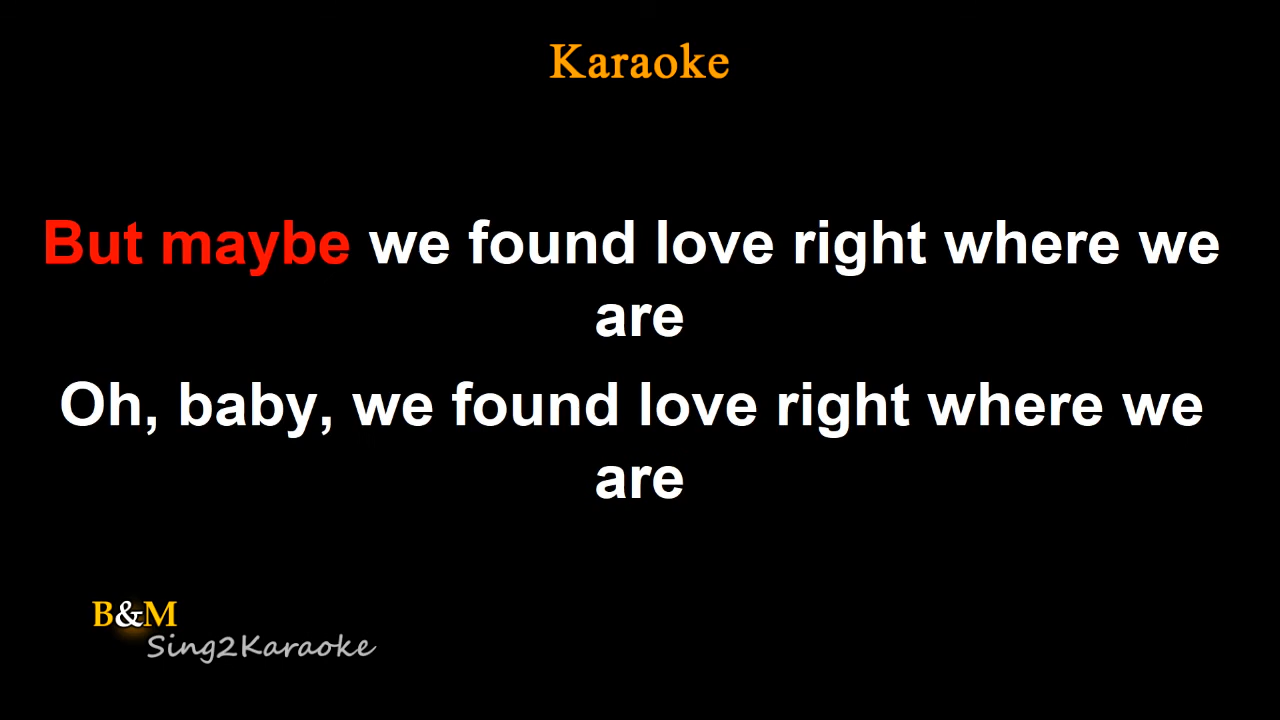 Karaoke
But maybe we found love right where we
are
Oh, baby, we found love right where we
are
B&M
Sing2Karaoke